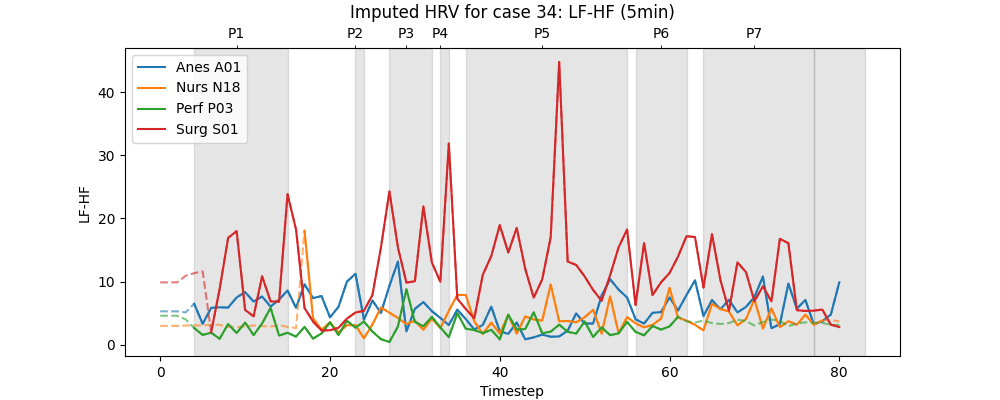 Imputed HRV for case 34: LF-HF (5min)
P1 P2 P3 P4 P5 P6 P7
Anes A01
Nurs N18
Perf P03
Surg S01
LF-HF
40
30
20
10
0
0 20 40 60 80
Timestep